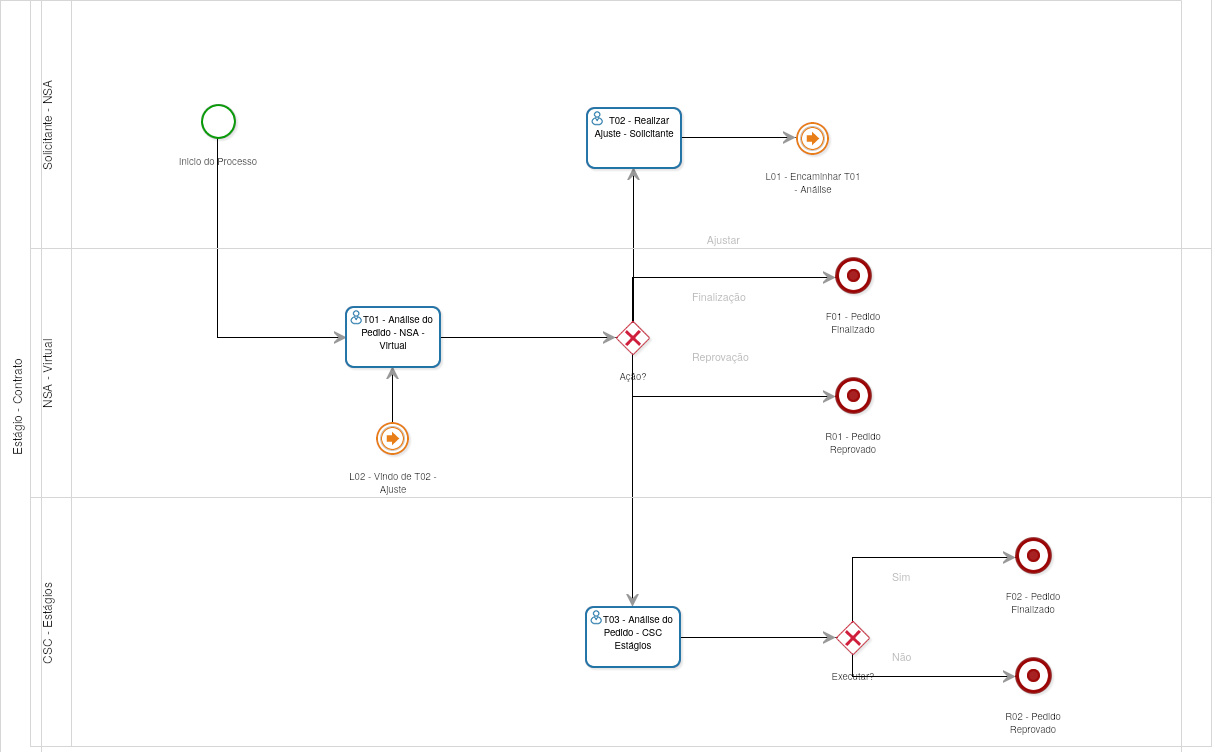 Estágio - Contrato
Solicitante - NSA
Início do Processo
T02 - Realizar
Ajuste - Solicitante
L01 - Encaminhar T01
- Análise
Ajustar
NSA - Virtual
T01 - Análise do
Pedido - NSA -
Virtual
L02 - Vindo de T02 -
Ajuste
Ação?
Finalização
F01 - Pedido
Finalizado
Reprovação
R01 - Pedido
Reprovado
CSC - Estágios
T03 - Análise do
Pedido - CSC
Estágios
Executar?
Sim
F02 - Pedido
Finalizado
Não
R02 - Pedido
Reprovado